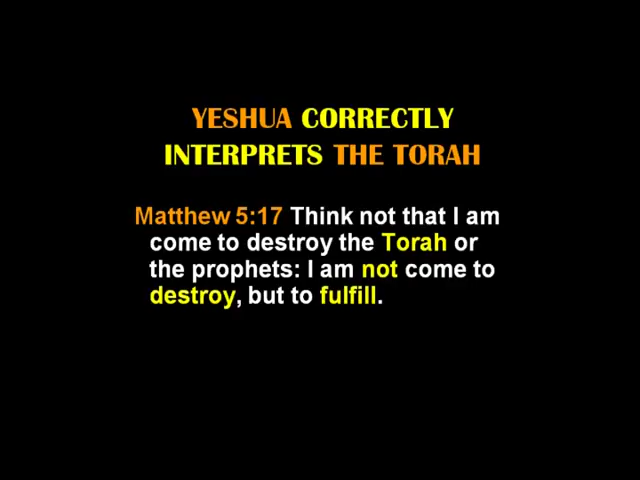 YESHUA CORRECTLY
INTERPRETS THE TORAH
Matthew 5:17 Think not that I am
come to destroy the Torah or
the prophets: I am not come to
destroy, but to fulfill.